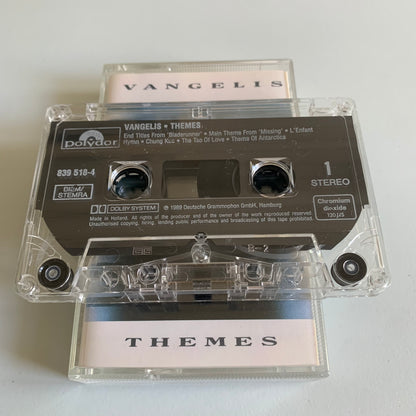 VANGELIS
polydor
VANGELIS • THEMES
End Titles From 'Bladerunner' • Main Theme From 'Missing' • L'Enfant
Hymn • Chung Kuo • The Tao Of Love • Theme Of Antarctica
839 518-4
1
STEREO
BIEM/
STEMRA
DOLBY SYSTEM
℗ 1989 Deutsche Grammophon GmbH, Hamburg
Chromium
dioxide
120 µS
Made in Holland. All rights of the producer and of the owner of the work reproduced reserved.
Unauthorised copying, hiring, lending public performance and broadcasting of this tape prohibited.
THEMES